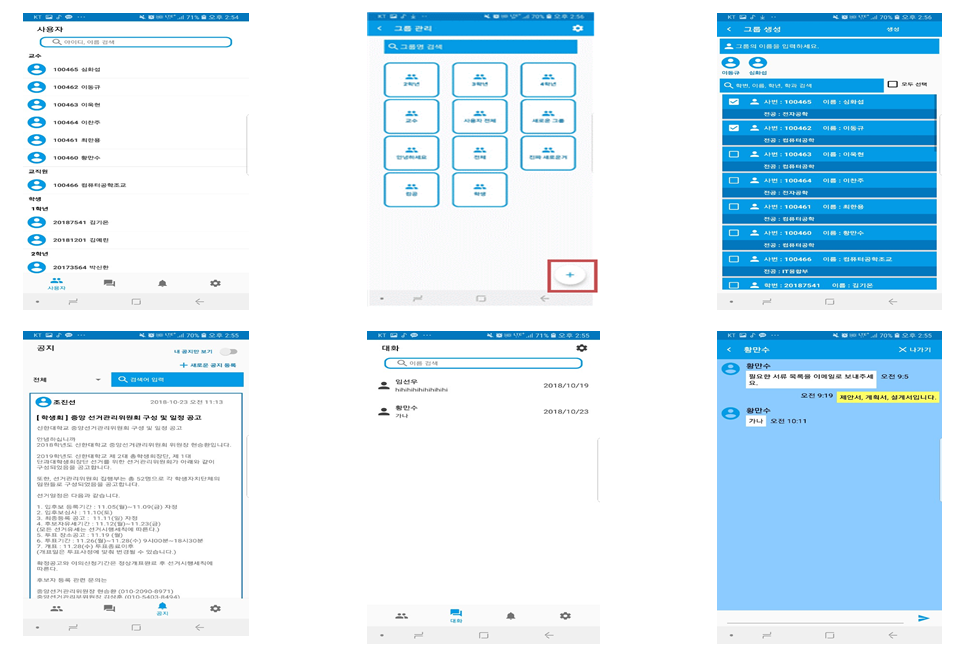 KT 70% 오후 2:54
사용자
아이디, 이름 검색
교수
100465 심화섭
100462 이동규
100463 이옥현
100464 이찬주
100461 최한용
100460 황만수
교직원
100466 컴퓨터공학조교
학생
1학년
20187541 김기은
20181201 김예린
2학년
20173564 박신한
사용자
KT 70% 오후 2:56
그룹 관리
그룹명 검색
2학년
3학년
4학년
교수
사용자 전체
새로운 그룹
안녕하세요
전체
진짜 새로운거
컴공
학생
+
KT 70% 오후 2:56
그룹 생성 생성
그룹의 이름을 입력하세요.
이동규 심화섭
학번, 이름, 학년, 학과 검색 모두 선택
사번 : 100465 이름 : 심화섭
전공 : 전자공학
사번 : 100462 이름 : 이동규
전공 : 컴퓨터공학
사번 : 100463 이름 : 이옥현
전공 : 컴퓨터공학
사번 : 100464 이름 : 이찬주
전공 : 전자공학
사번 : 100461 이름 : 최한용
전공 : 컴퓨터공학
사번 : 100460 이름 : 황만수
전공 : 컴퓨터공학
사번 : 100466 이름 : 컴퓨터공학조교
전공 : IT융합부
학번 : 20187541 이름 : 김기은
KT 70% 오후 2:55
공지
내 공지만 보기
+ 새로운 공지 등록
전체 검색어 입력
조진선 2018-10-23 오전 11:13
[ 학생회 ] 중앙 선거관리위원회 구성 및 일정 공고
신한대학교 중앙선거관리위원회 구성 및 일정 공고
안녕하십니까
2018학년도 신한대학교 중앙선거관리위원회 위원장 현승환입니다.
2019학년도 신한대학교 제 2대 총학생회장단, 제 1대
단과대학생회장단 선거를 위한 선거관리위원회가 아래와 같이
구성되었음을 공고합니다.
또한, 선거관리위원회 집행부는 총 52명으로 각 학생자치단체의
임원들로 구성되었음을 공고합니다.
선거일정은 다음과 같습니다.
1. 입후보 등록기간 : 11.05(월)~11.09(금) 자정
2. 입후보심사 : 11.10(토)
3. 최종등록 공고 : 11.11(일) 자정
4. 후보자유세기간 : 11.12(월)~11.23(금)
(모든 선거유세는 선거시행세칙에 따른다.)
5. 투표 장소공고 : 11.19 (월)
6. 투표기간 : 11.26(월)~11.28(수) 9시00분~18시30분
7. 개표 : 11.28(수) 투표종료이후
(개표일은 투표사정에 맞춰 변경될 수 있습니다.)
확정공고와 이의신청기간은 정상개표완료 후 선거시행세칙에
따른다.
후보자 등록 관련 문의는
중앙선거관리위원장 현승환 (010-2090-8971)
공지
KT 71% 오후 2:55
대화
이름 검색
임선우 2018/10/19
hihihihihihihihi
황만수 2018/10/23
가나
대화
KT 70% 오후 2:55
황만수 나가기
황만수
필요한 서류 목록을 이메일로 보내주세 오전 9:5
요.
오전 9:19 제안서, 계획서, 설계서입니다.
황만수
가나 오전 10:11